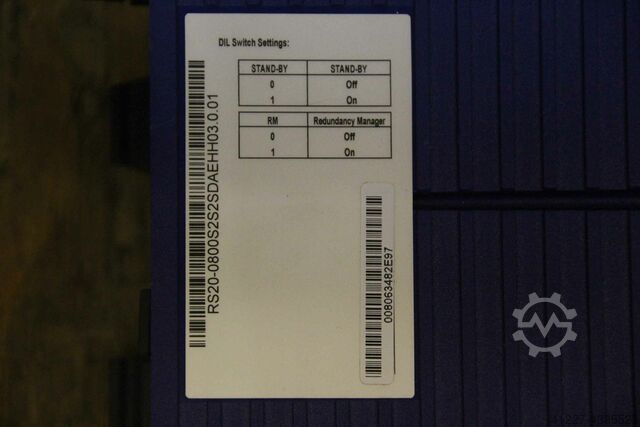 DIL Switch Settings:
STAND-BY STAND-BY
0 Off
1 On
RM Redundancy Manager
0 Off
1 On
RS20-0800S2S2SDAEHH03.0.01
008063482E97